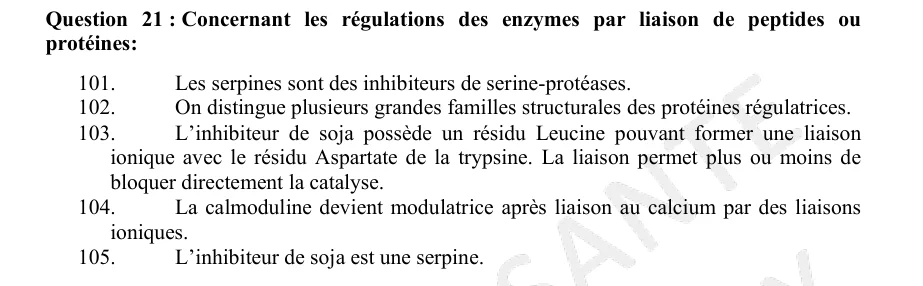 Question 21 : Concernant les régulations des enzymes par liaison de peptides ou
protéines:
101. Les serpines sont des inhibiteurs de serine-protéases.
102. On distingue plusieurs grandes familles structurales des protéines régulatrices.
103. L'inhibiteur de soja possède un résidu Leucine pouvant former une liaison
ionique avec le résidu Aspartate de la trypsine. La liaison permet plus ou moins de
bloquer directement la catalyse.
104. La calmoduline devient modulatrice après liaison au calcium par des liaisons
ioniques.
105. L'inhibiteur de soja est une serpine.
SANTE